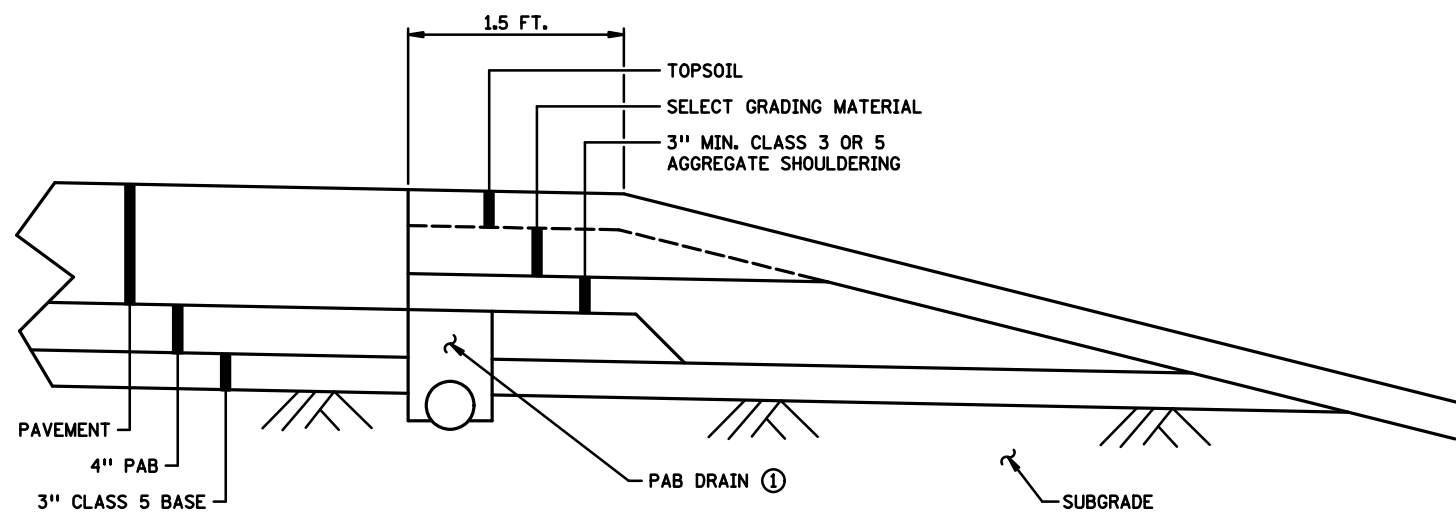 1.5 FT.
TOPSOIL
SELECT GRADING MATERIAL
3" MIN. CLASS 3 OR 5
AGGREGATE SHOULDERING
PAVEMENT
4" PAB
3" CLASS 5 BASE
PAB DRAIN ①
SUBGRADE